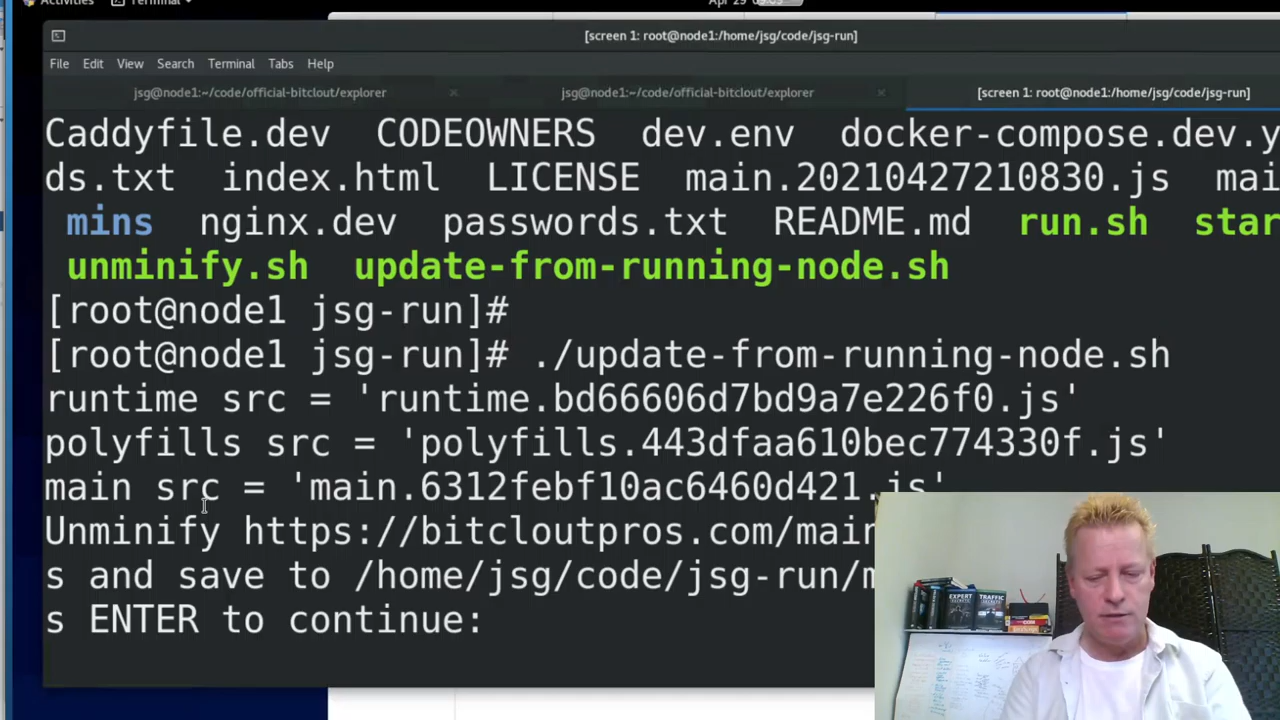 Activities Terminal Apr 29
[screen 1: root@node1:/home/jsg/code/jsg-run]
File Edit View Search Terminal Tabs Help
jsg@node1:~/code/official-bitclout/explorer × jsg@node1:~/code/official-bitclout/explorer × [screen 1: root@node1:/home/jsg/code/jsg-run]
Caddyfile.dev CODEOWNERS dev.env docker-compose.dev.y
ds.txt index.html LICENSE main.20210427210830.js mai
mins nginx.dev passwords.txt README.md run.sh star
unminify.sh update-from-running-node.sh
[root@node1 jsg-run]#
[root@node1 jsg-run]# ./update-from-running-node.sh
runtime src = 'runtime.bd66606d7bd9a7e226f0.js'
polyfills src = 'polyfills.443dfaa610bec774330f.js'
main src = 'main.6312febf10ac6460d421.js'
Unminify https://bitcloutpros.com/main
s and save to /home/jsg/code/jsg-run/m
s ENTER to continue:
EXPERT SECRETS TRAFFIC SECRETS